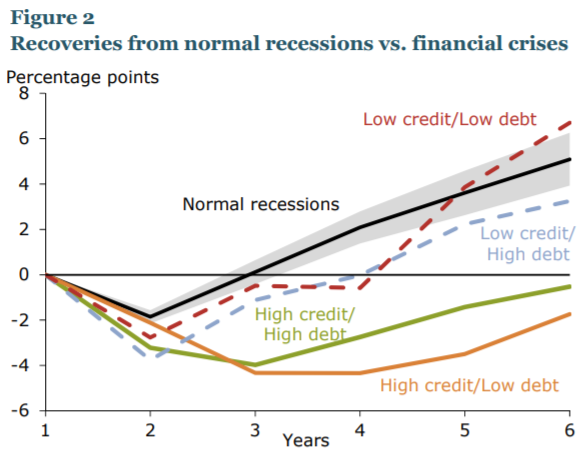 Figure 2
Recoveries from normal recessions vs. financial crises
Percentage points
8
6
4
2
0
-2
-4
-6
Low credit/Low debt
Normal recessions
Low credit/
High debt
High credit/
High debt
High credit/Low debt
1 2 3 4 5 6
Years